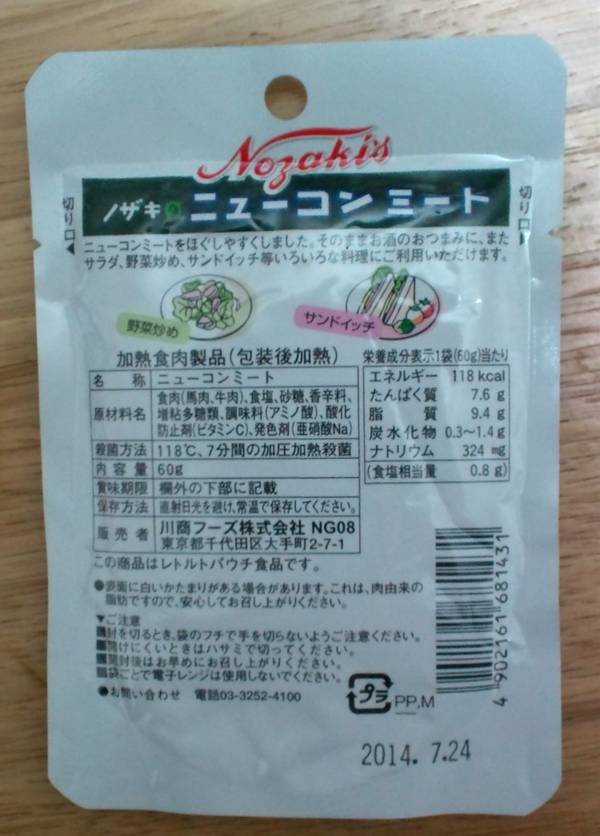 Nozaki's
ノザキのニューコンミート
切り口
切り口
ニューコンミートをほぐしやすくしました。そのままお酒のおつまみに、また
サラダ、野菜炒め、サンドイッチ等いろいろな料理にご利用いただけます。
野菜炒め
サンドイッチ
加熱食肉製品(包装後加熱)
名 称 ニューコンミート
原材料名 食肉(馬肉、牛肉)、食塩、砂糖、香辛料、
増粘多糖類、調味料(アミノ酸)、酸化
防止剤(ビタミンC)、発色剤(亜硝酸Na)
殺菌方法 118℃、7分間の加圧加熱殺菌
内容量 60g
賞味期限 欄外の下部に記載
保存方法 直射日光を避け、常温で保存してください。
販売者 川商フーズ株式会社 NG08
東京都千代田区大手町2-7-1
栄養成分表示1袋(60g)当たり
エネルギー 118 kcal
たんぱく質 7.6 g
脂 質 9.4 g
炭水化物 0.3~1.4 g
ナトリウム 324 mg
(食塩相当量 0.8 g)
この商品はレトルトパウチ食品です。
●表面に白いかたまりがある場合があります。これは、肉由来の
脂肪ですので、安心してお召し上がりください。
▼ご注意
■封を切るとき、袋のフチで手を切らないようご注意ください。
■開けにくいときはハサミで切ってください。
■開封後はお早めにお召し上がりください。
■袋ごとで電子レンジは使用しないでください。
●お問い合わせ 電話03-3252-4100
プラ PP,M
4 902161 681431
2014. 7.24